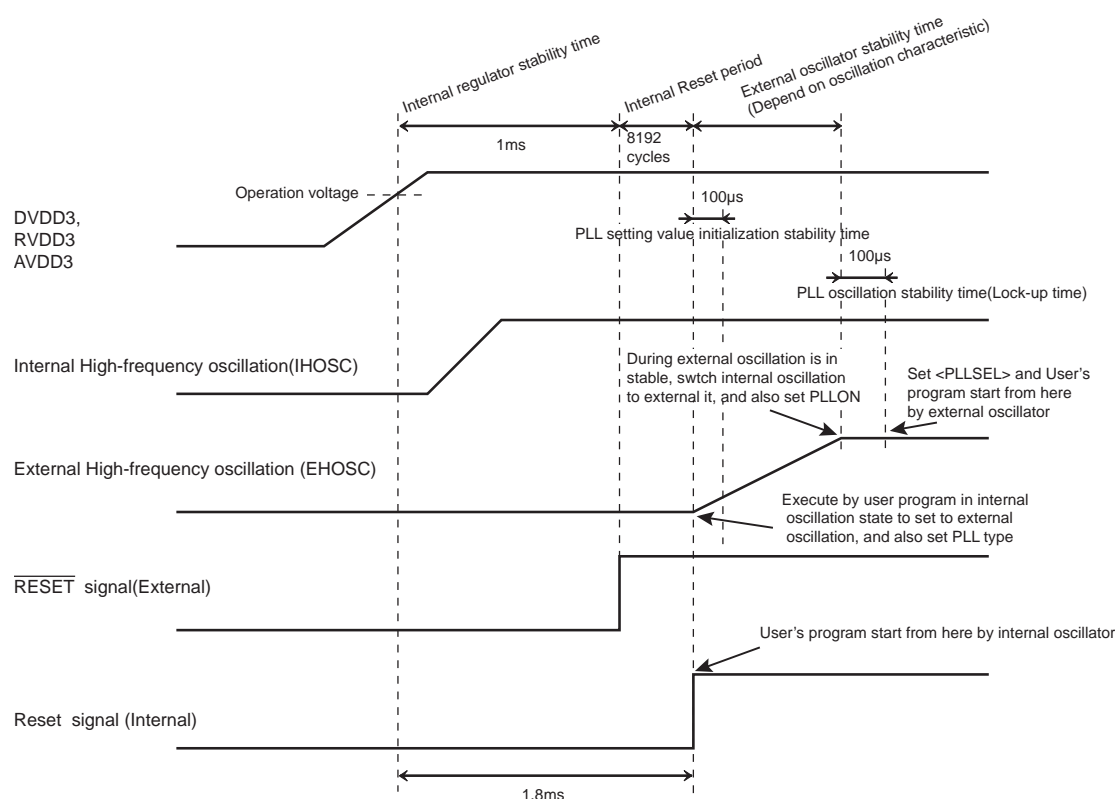 Internal regulator stability time
Internal Reset period
External oscillator stability time
(Depend on oscillation characteristic)
1ms
8192
cycles
Operation voltage
100µs
DVDD3,
RVDD3
AVDD3
PLL setting value initialization stability time
100µs
PLL oscillation stability time(Lock-up time)
Internal High-frequency oscillation(IHOSC)
During external oscillation is in
stable, swtch internal oscillation
to external it, and also set PLLON
Set <PLLSEL> and User's
program start from here
by external oscillator
External High-frequency oscillation (EHOSC)
Execute by user program in internal
oscillation state to set to external
oscillation, and also set PLL type
RESET signal(External)
User's program start from here by internal oscillator
Reset signal (Internal)
1.8ms